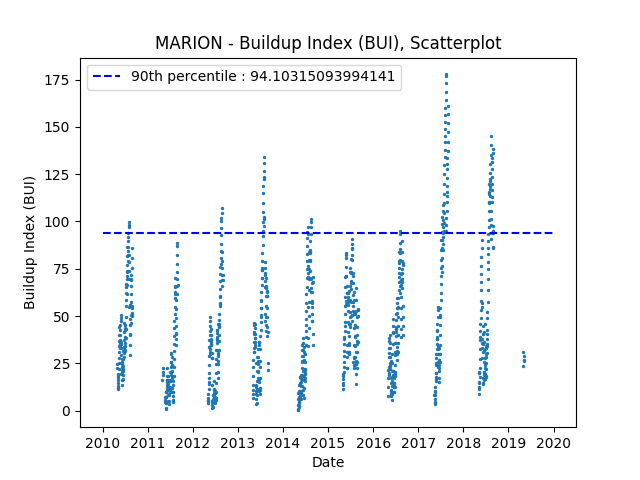 MARION - Buildup Index (BUI), Scatterplot
90th percentile : 94.10315093994141
175
150
125
100
75
50
25
0
Buildup Index (BUI)
2010 2011 2012 2013 2014 2015 2016 2017 2018 2019 2020
Date